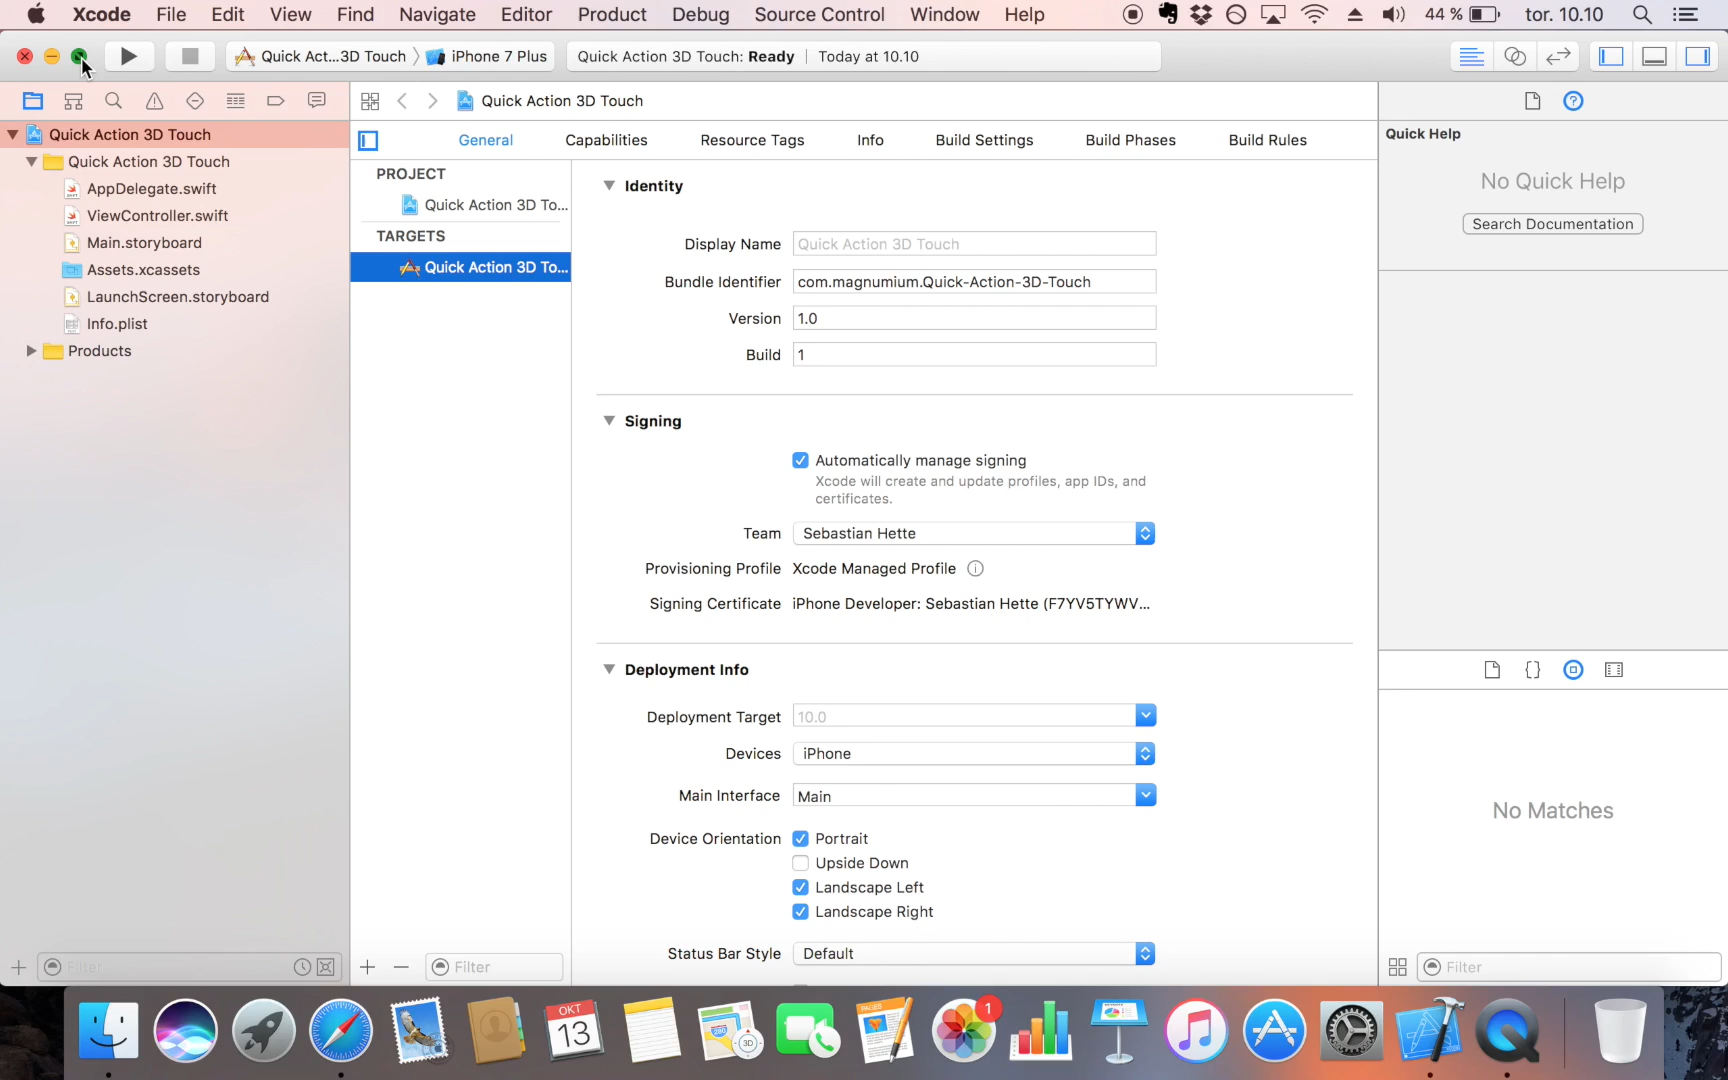 Xcode File Edit View Find Navigate Editor Product Debug Source Control Window Help 44 % tor. 10.10
Quick Act...3D Touch iPhone 7 Plus Quick Action 3D Touch: Ready Today at 10.10
Quick Action 3D Touch
Quick Action 3D Touch
AppDelegate.swift
ViewController.swift
Main.storyboard
Assets.xcassets
LaunchScreen.storyboard
Info.plist
Products
Filter
Quick Action 3D Touch
General Capabilities Resource Tags Info Build Settings Build Phases Build Rules
PROJECT
Quick Action 3D To...
TARGETS
Quick Action 3D To...
Filter
Identity
Display Name Quick Action 3D Touch
Bundle Identifier com.magnumium.Quick-Action-3D-Touch
Version 1.0
Build 1
Signing
Automatically manage signing
Xcode will create and update profiles, app IDs, and
certificates.
Team Sebastian Hette
Provisioning Profile Xcode Managed Profile
Signing Certificate iPhone Developer: Sebastian Hette (F7YV5TYWV...
Deployment Info
Deployment Target 10.0
Devices iPhone
Main Interface Main
Device Orientation Portrait
Upside Down
Landscape Left
Landscape Right
Status Bar Style Default
Quick Help
No Quick Help
Search Documentation
No Matches
Filter
OKT
13
3D
PAGES
1